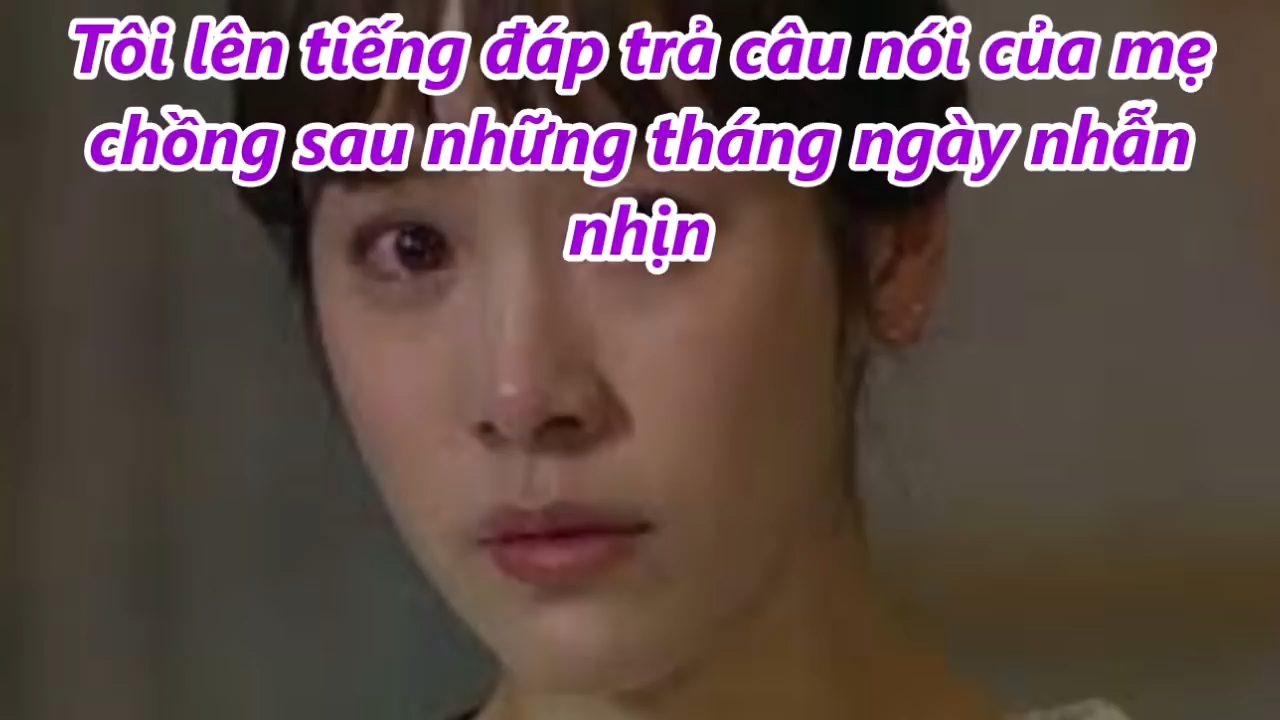 Tôi lên tiếng đáp trả câu nói của mẹ
chồng sau những tháng ngày nhẫn
nhịn